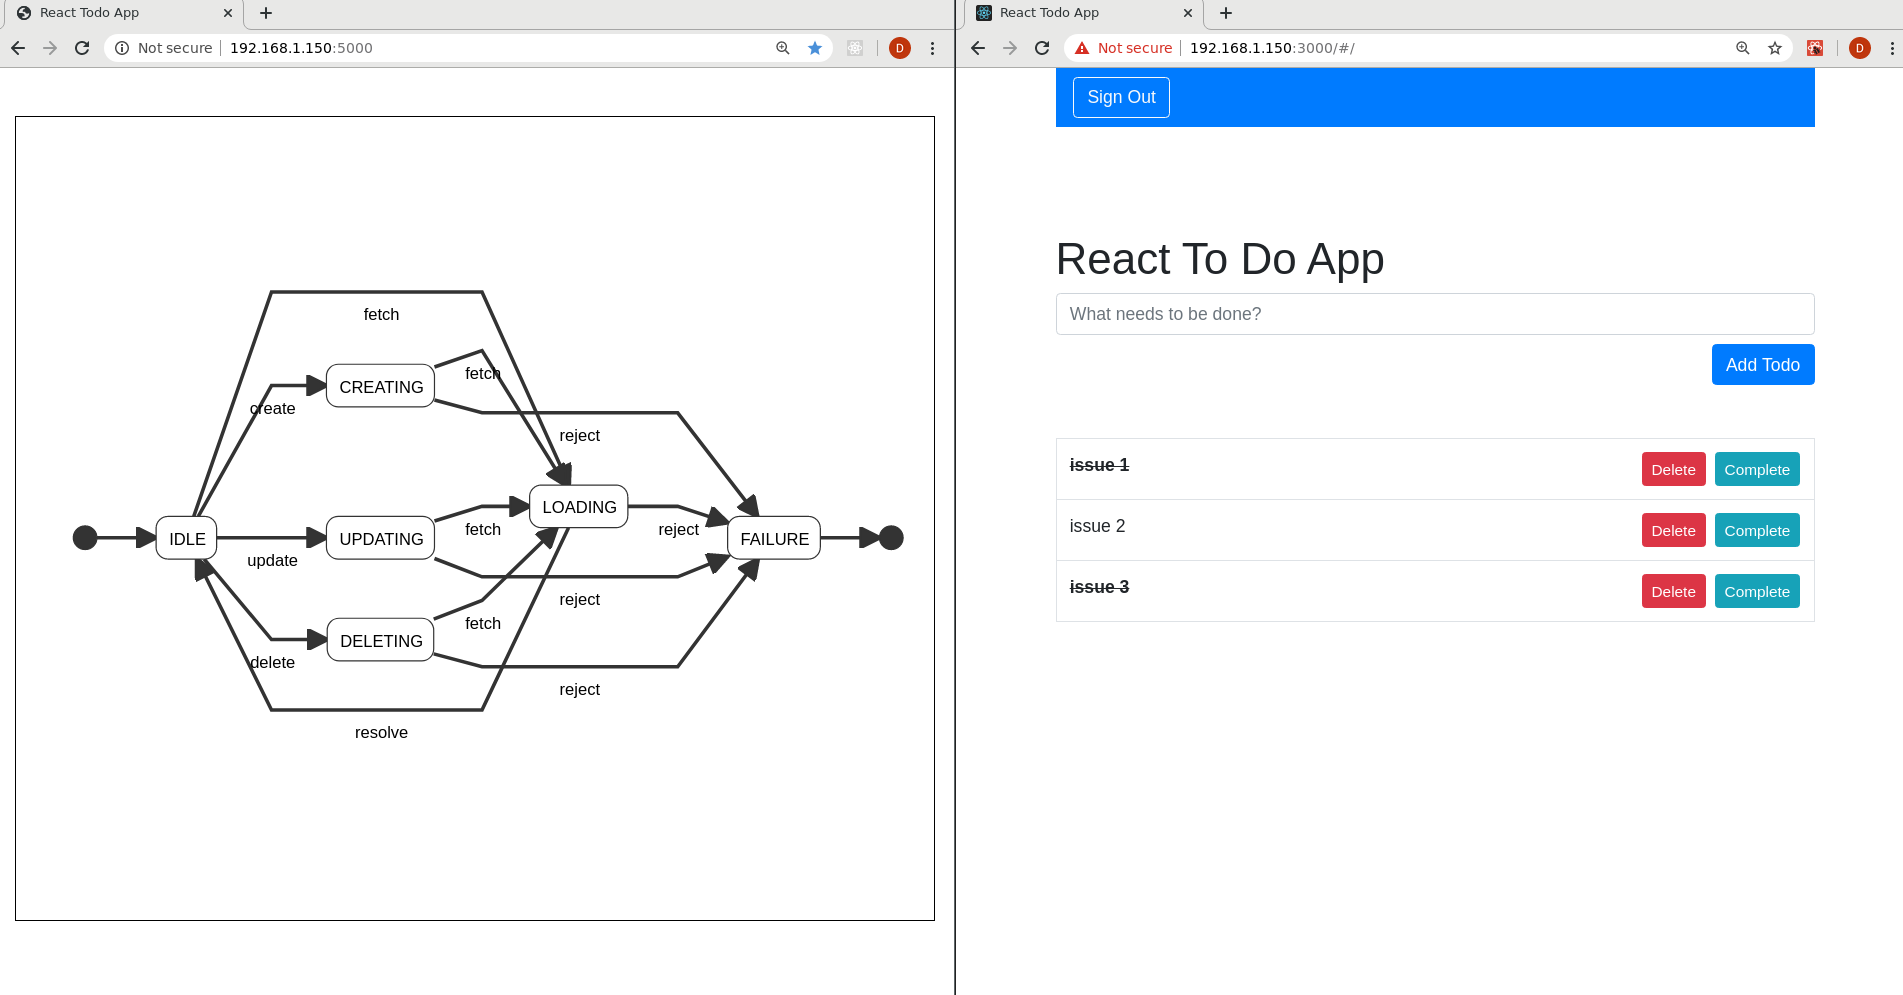 React Todo App
Not secure
192.168.1.150:5000
D
fetch
fetch
CREATING
create
reject
LOADING
IDLE
update
UPDATING
fetch
reject
FAILURE
reject
fetch
DELETING
delete
reject
resolve
React Todo App
Not secure
192.168.1.150:3000/#/
D
Sign Out
React To Do App
What needs to be done?
Add Todo
issue 1
Delete
Complete
issue 2
Delete
Complete
issue 3
Delete
Complete